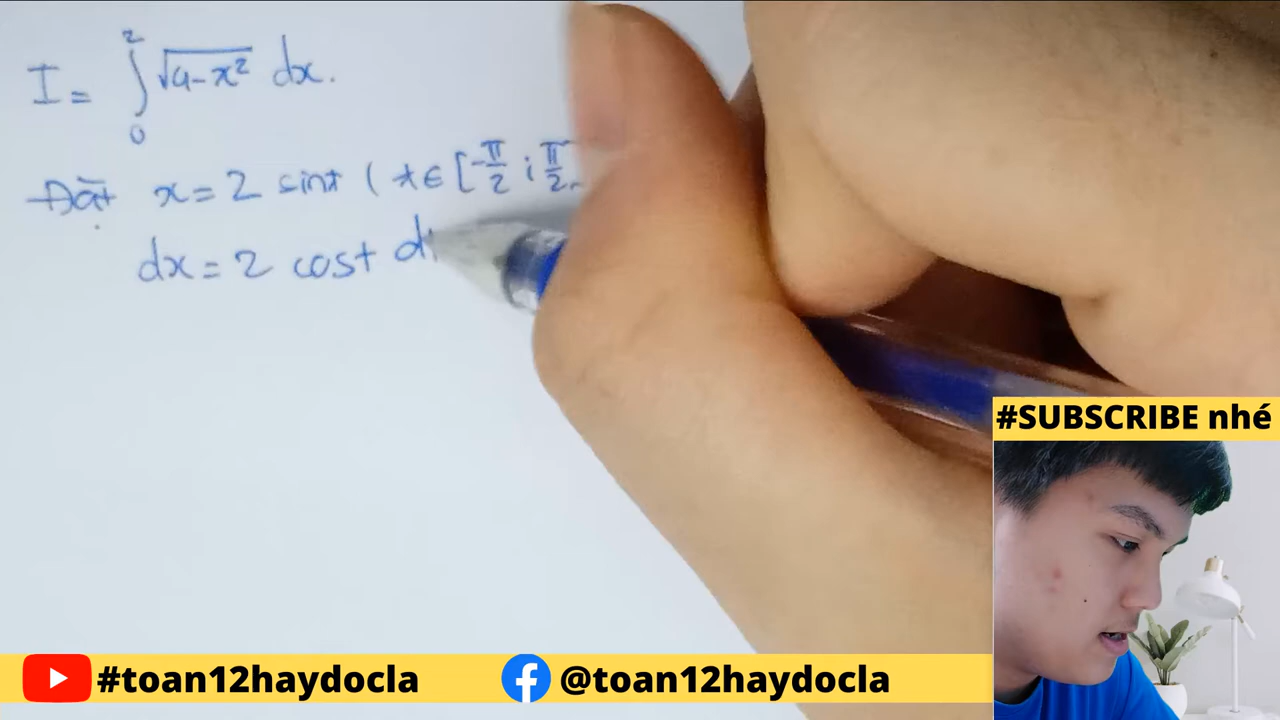 I = ∫₀² √4-x² dx.
Đặt x = 2 sint ( t ∈ [-π/2 ; π/2
dx = 2 cost d
#SUBSCRIBE nhé
#toan12haydocla
@toan12haydocla